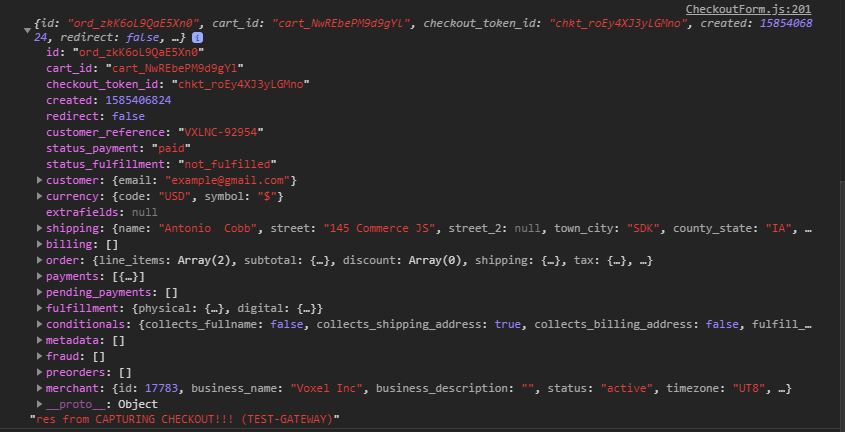 CheckoutForm.js:201
{id: "ord_zkK6oL9QaE5Xn0", cart_id: "cart_NwREbePM9d9gYl", checkout_token_id: "chkt_roEy4XJ3yLGMno", created: 15854068
24, redirect: false, …} i
id: "ord_zkK6oL9QaE5Xn0"
cart_id: "cart_NwREbePM9d9gYl"
checkout_token_id: "chkt_roEy4XJ3yLGMno"
created: 1585406824
redirect: false
customer_reference: "VXLNC-92954"
status_payment: "paid"
status_fulfillment: "not_fulfilled"
customer: {email: "example@gmail.com"}
currency: {code: "USD", symbol: "$"}
extrafields: null
shipping: {name: "Antonio  Cobb", street: "145 Commerce JS", street_2: null, town_city: "SDK", county_state: "IA", …
billing: []
order: {line_items: Array(2), subtotal: {…}, discount: Array(0), shipping: {…}, tax: {…}, …}
payments: [{…}]
pending_payments: []
fulfillment: {physical: {…}, digital: {…}}
conditionals: {collects_fullname: false, collects_shipping_address: true, collects_billing_address: false, fulfill_…
metadata: []
fraud: []
preorders: []
merchant: {id: 17783, business_name: "Voxel Inc", business_description: "", status: "active", timezone: "UT8", …}
__proto__: Object
"res from CAPTURING CHECKOUT!!! (TEST-GATEWAY)"